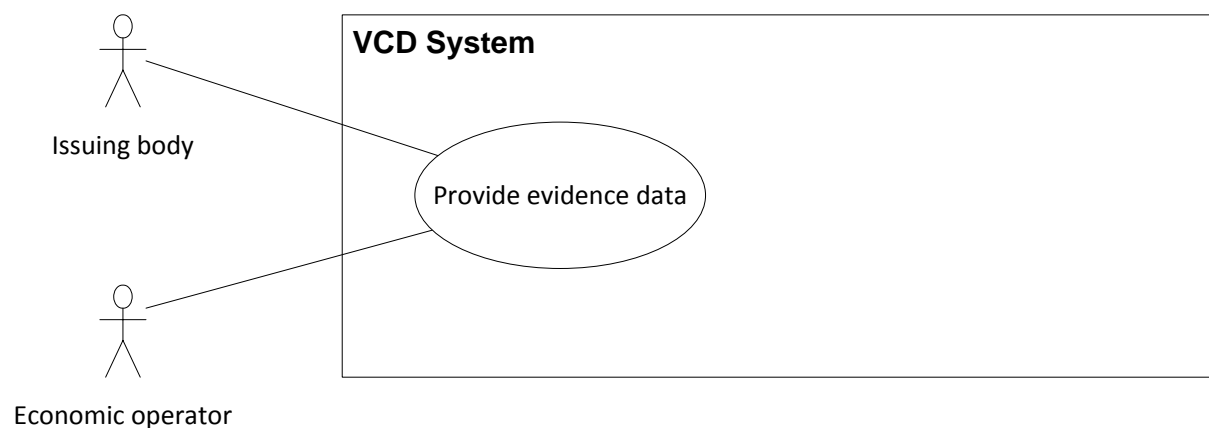 VCD System
Issuing body
Provide evidence data
Economic operator